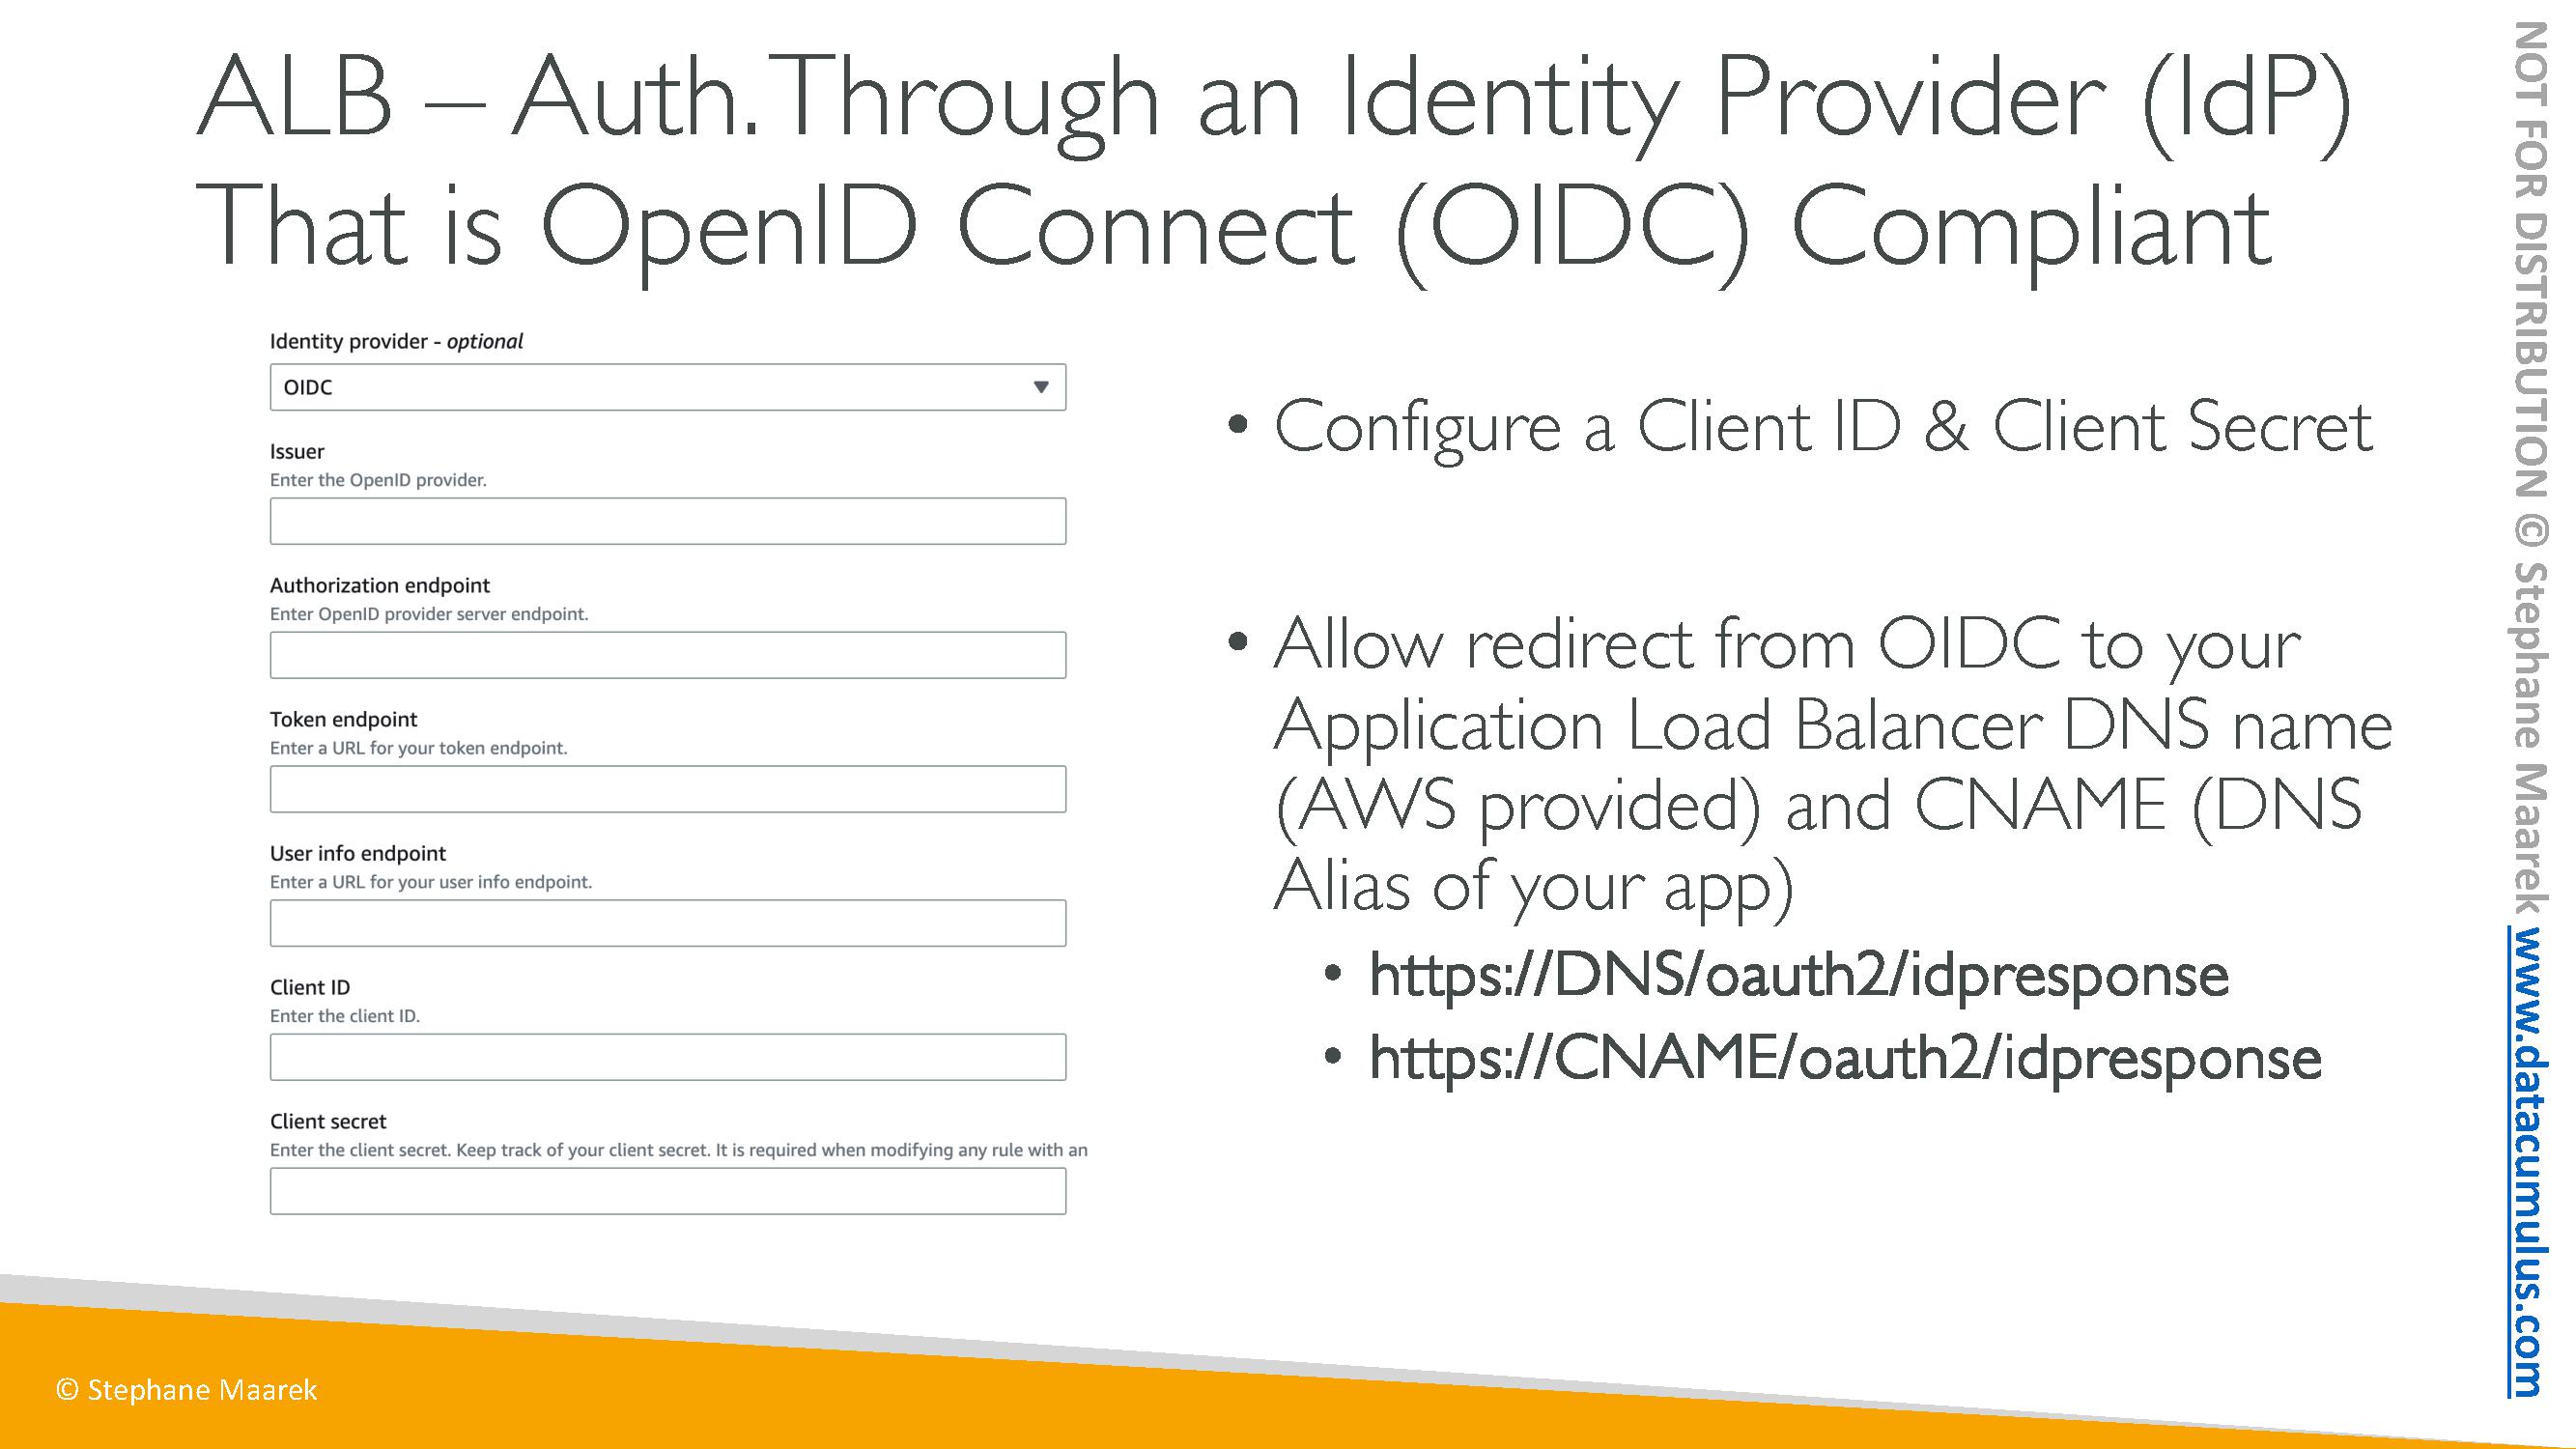 ALB – Auth. Through an Identity Provider (IdP)
That is OpenID Connect (OIDC) Compliant
Identity provider - optional
OIDC
Issuer
Enter the OpenID provider.
Authorization endpoint
Enter OpenID provider server endpoint.
Token endpoint
Enter a URL for your token endpoint.
User info endpoint
Enter a URL for your user info endpoint.
Client ID
Enter the client ID.
Client secret
Enter the client secret. Keep track of your client secret. It is required when modifying any rule with an
• Configure a Client ID & Client Secret
• Allow redirect from OIDC to your
Application Load Balancer DNS name
(AWS provided) and CNAME (DNS
Alias of your app)
• https://DNS/oauth2/idpresponse
• https://CNAME/oauth2/idpresponse
© Stephane Maarek
NOT FOR DISTRIBUTION © Stephane Maarek www.datacumulus.com